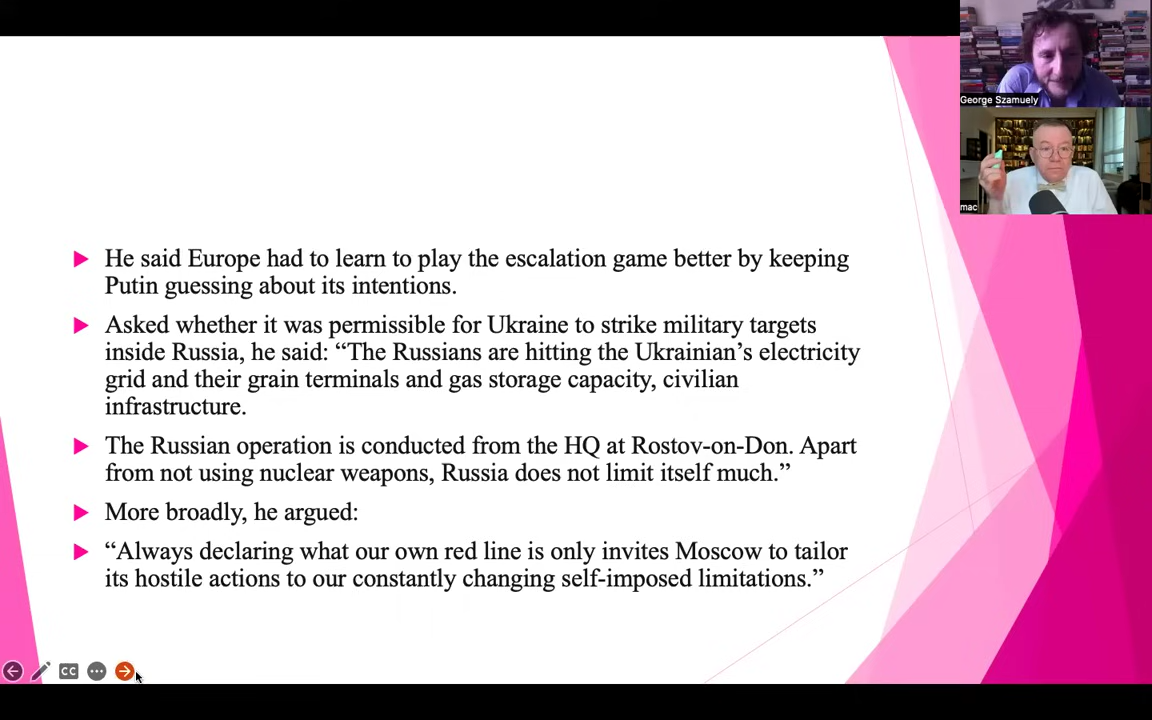 George Szamuely
mac
He said Europe had to learn to play the escalation game better by keeping
Putin guessing about its intentions.
Asked whether it was permissible for Ukraine to strike military targets
inside Russia, he said: “The Russians are hitting the Ukrainian’s electricity
grid and their grain terminals and gas storage capacity, civilian
infrastructure.
The Russian operation is conducted from the HQ at Rostov-on-Don. Apart
from not using nuclear weapons, Russia does not limit itself much.”
More broadly, he argued:
“Always declaring what our own red line is only invites Moscow to tailor
its hostile actions to our constantly changing self-imposed limitations.”
CC